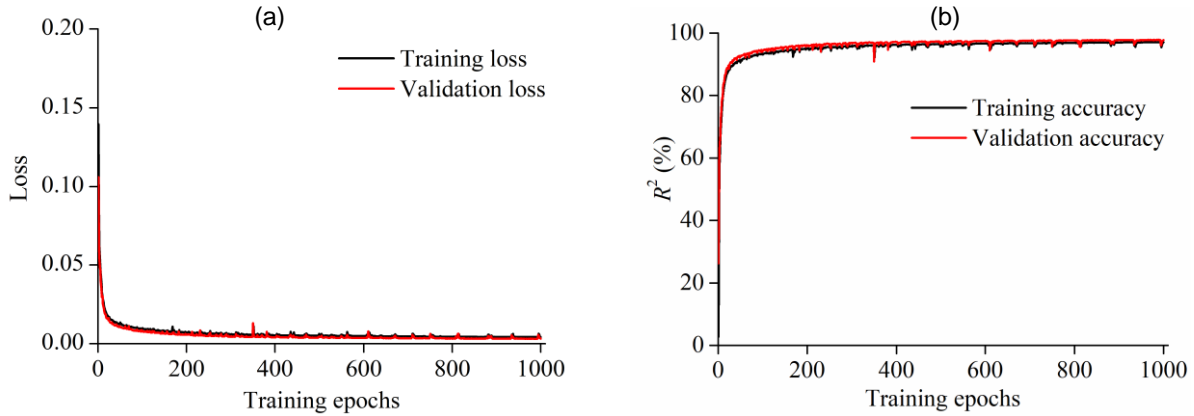 (a)
0.20
0.15
0.10
0.05
0.00
Loss
0
200
400
600
800
1000
Training epochs
Training loss
Validation loss
(b)
100
80
60
40
20
0
R² (%)
0
200
400
600
800
1000
Training epochs
Training accuracy
Validation accuracy